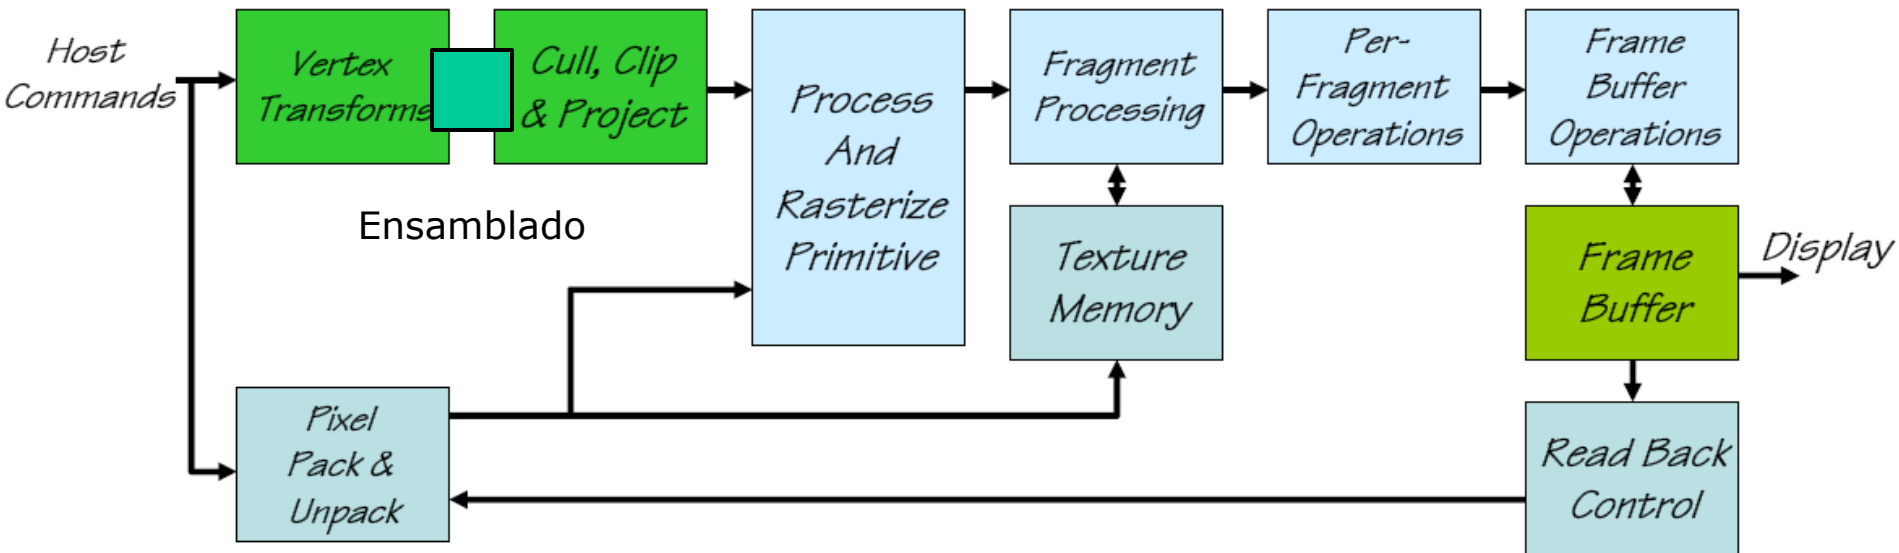 Host
Commands
Vertex
Transforms
Cull, Clip
& Project
Process
And
Rasterize
Primitive
Fragment
Processing
Per-
Fragment
Operations
Frame
Buffer
Operations
Ensamblado
Texture
Memory
Frame
Buffer
Display
Pixel
Pack &
Unpack
Read Back
Control